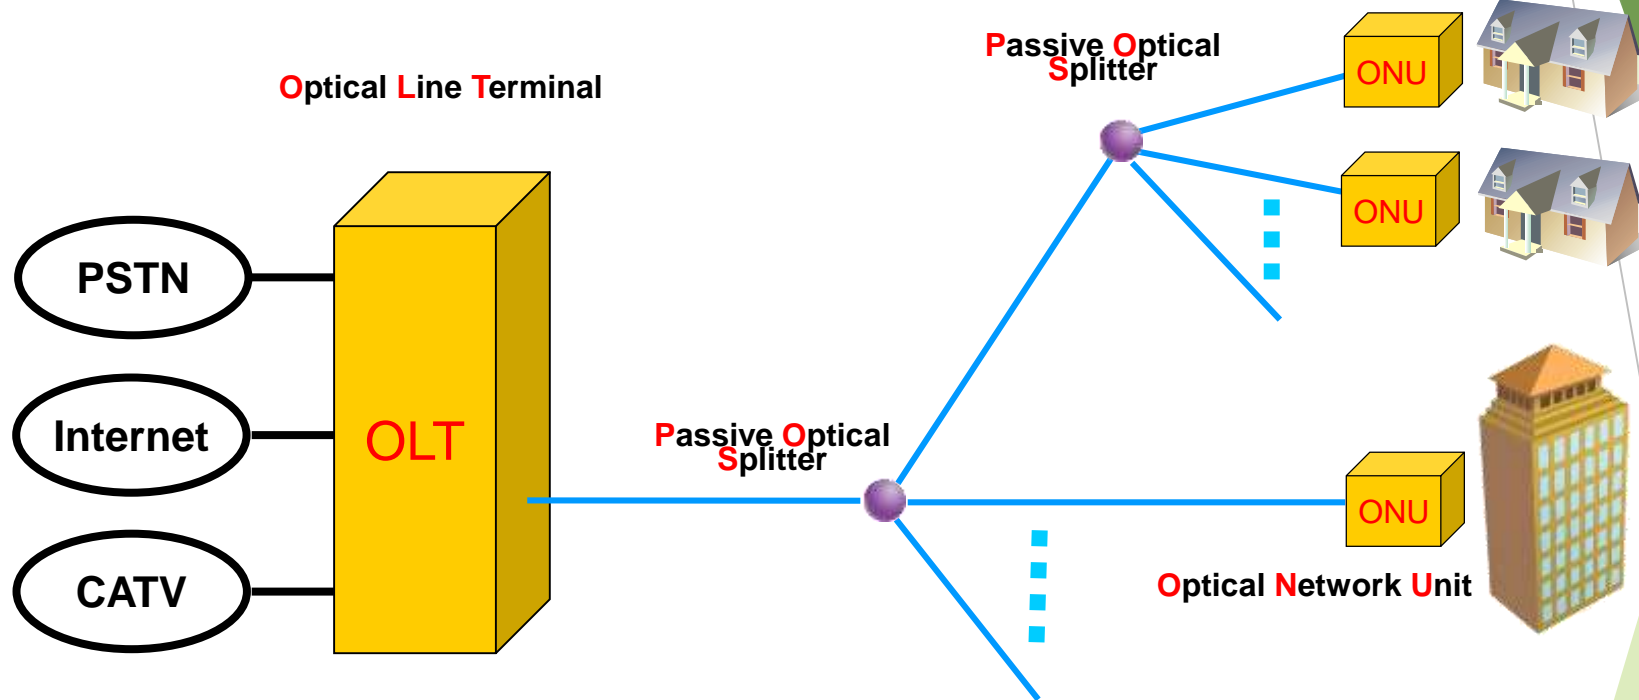 Passive Optical
Splitter
ONU
Optical Line Terminal
ONU
PSTN
Internet
OLT
Passive Optical
Splitter
ONU
CATV
Optical Network Unit